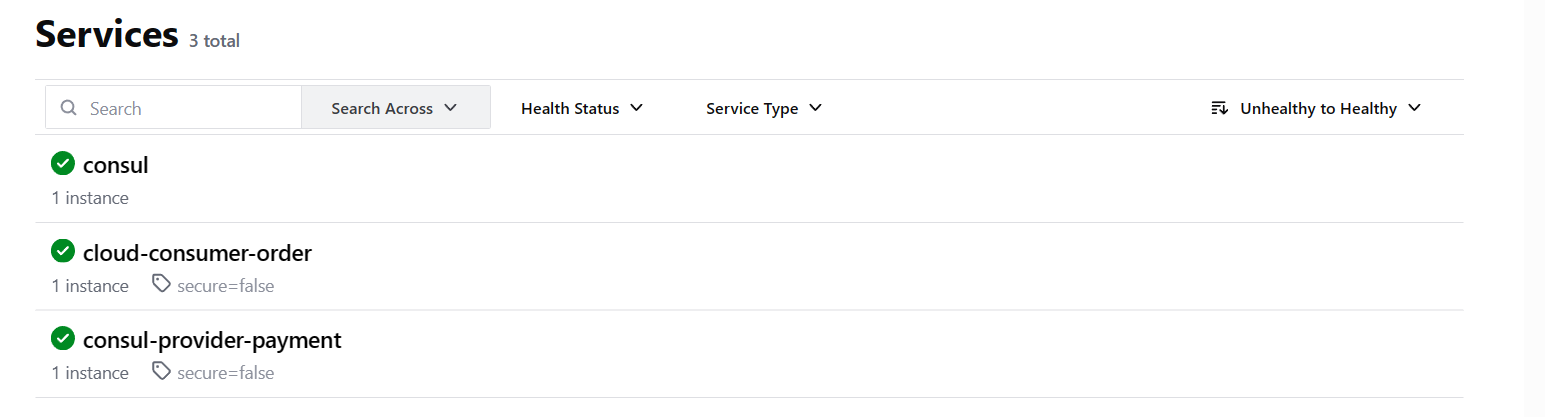 Services 3 total
Search Search Across Health Status Service Type Unhealthy to Healthy
consul
1 instance
cloud-consumer-order
1 instance secure=false
consul-provider-payment
1 instance secure=false